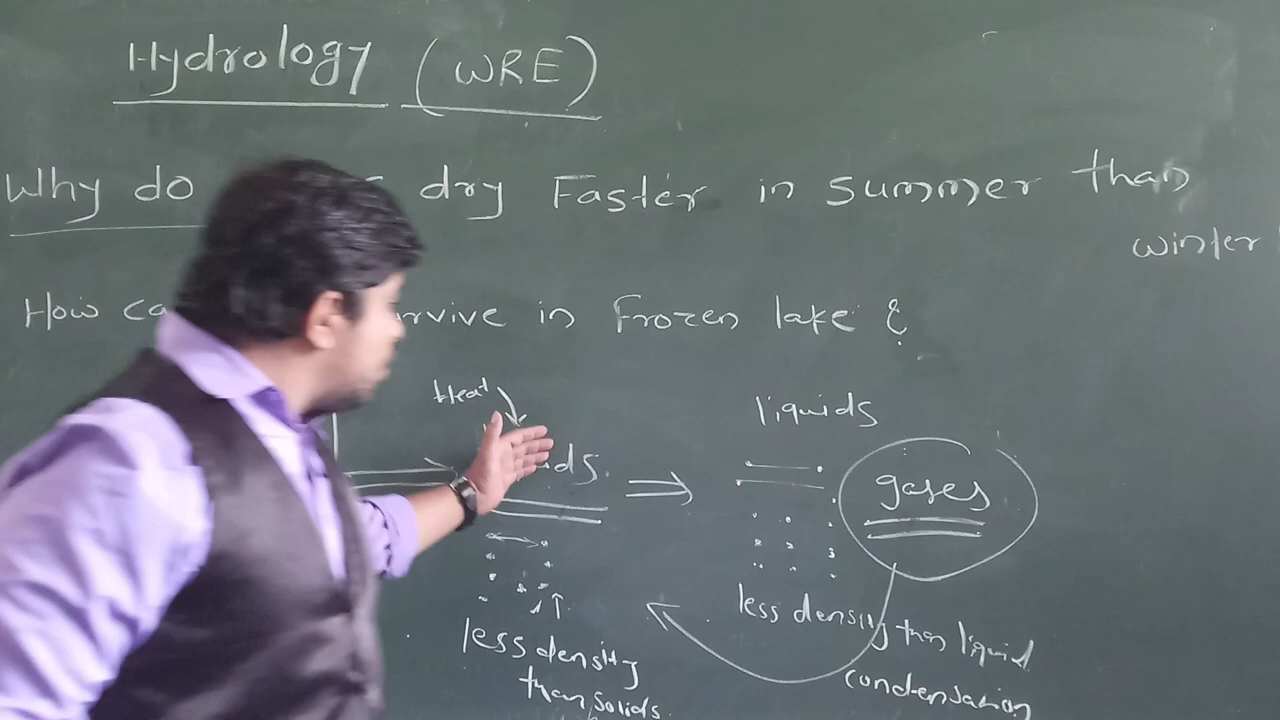 Hydrology (WRE)
Why do dry Faster in summer than
winter
How ca rvive in Frozen lake &
Heat
liquids
ids.
gases
less density than liquid
less density
than solids
condensation